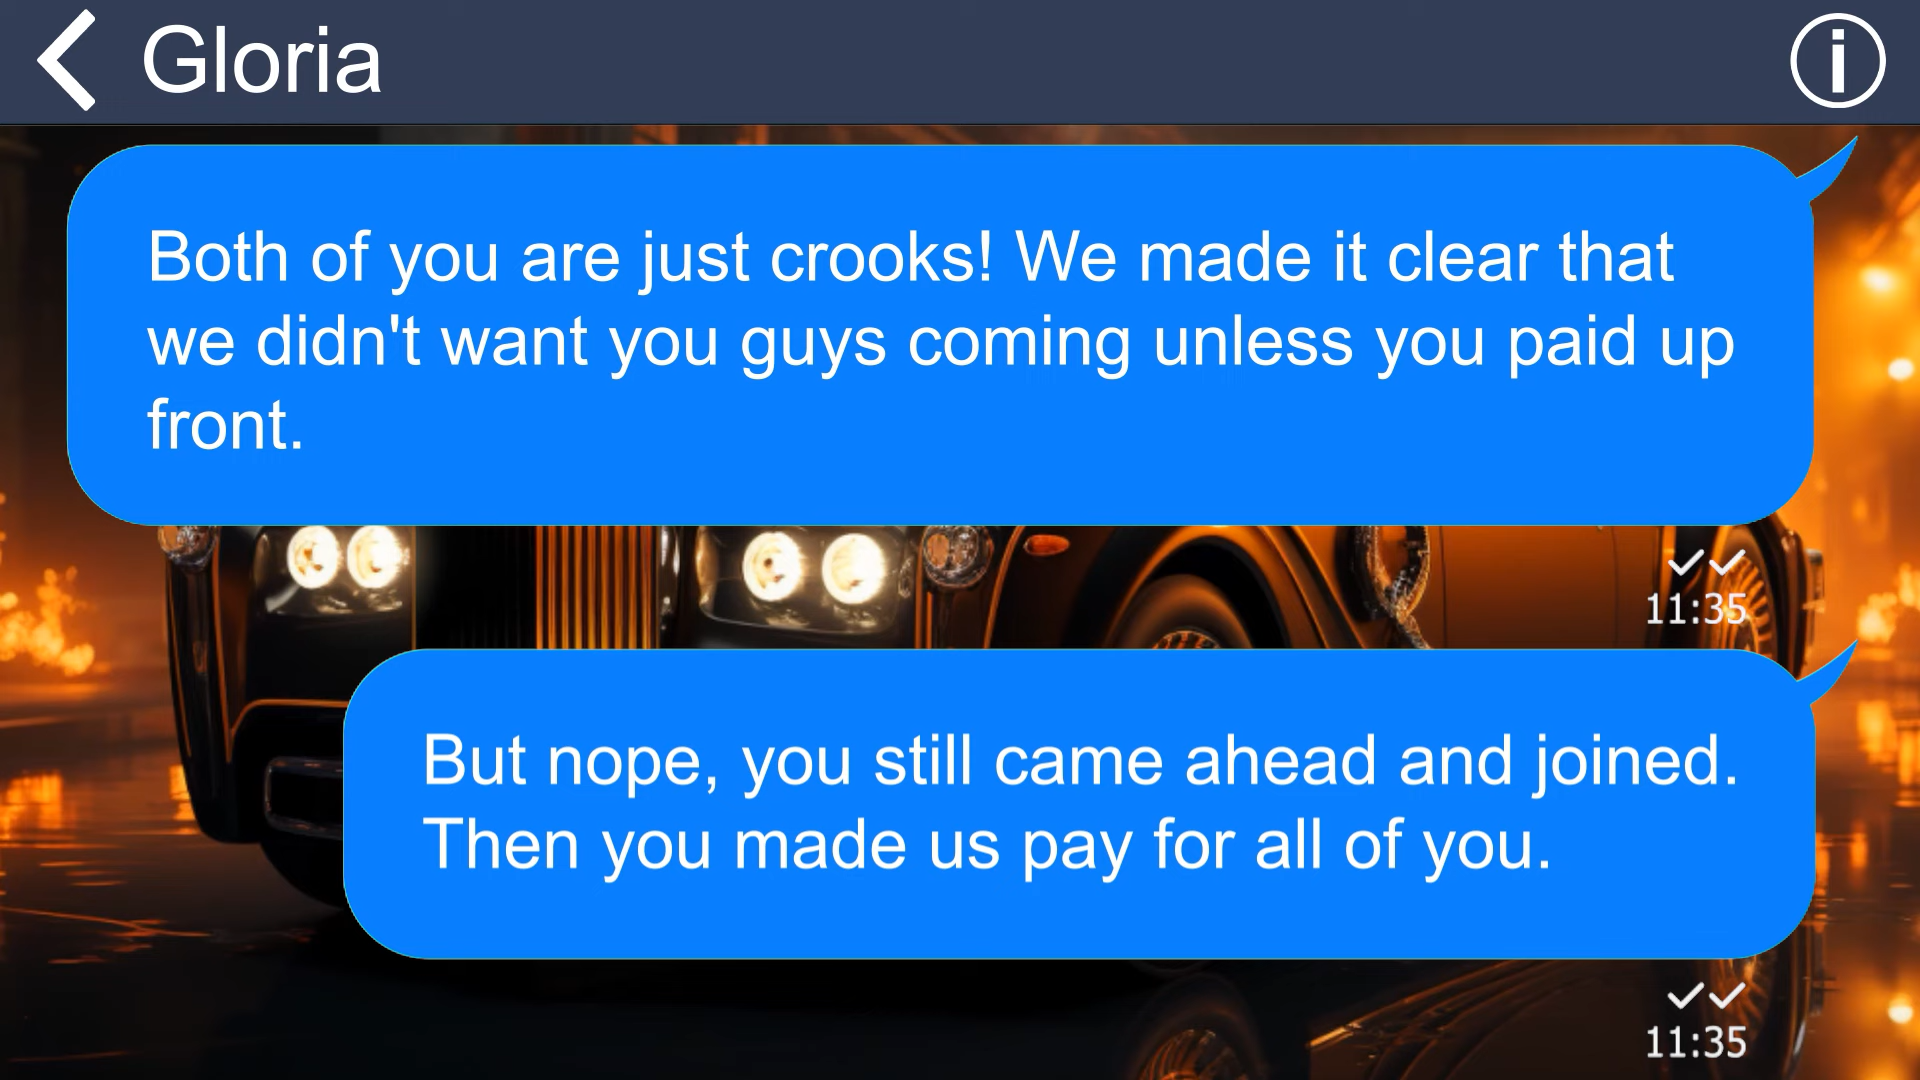 Gloria
Both of you are just crooks! We made it clear that
we didn't want you guys coming unless you paid up
front.
11:35
But nope, you still came ahead and joined.
Then you made us pay for all of you.
11:35